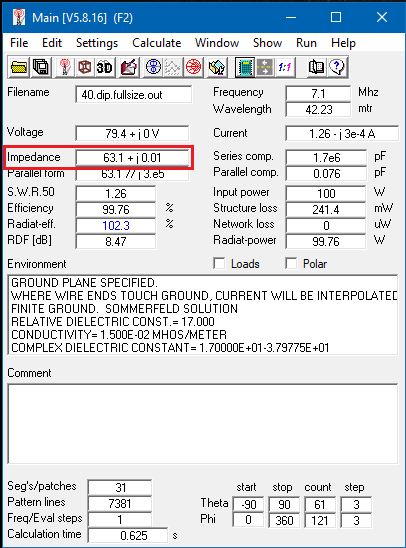 Main [V5.8.16] (F2)
File Edit Settings Calculate Window Show Run Help
3D 1:1
Filename 40.dip.fullsize.out Frequency 7.1 Mhz
Wavelength 42.23 mtr
Voltage 79.4 + j 0 V Current 1.26 - j 3e-4 A
Impedance 63.1 + j 0.01 Series comp. 1.7e6 pF
Parallel form 63.1 // j 3.e5 Parallel comp. 0.076 pF
S.W.R.50 1.26 Input power 100 W
Efficiency 99.76 % Structure loss 241.4 mW
Radiat-eff. 102.3 % Network loss 0 uW
RDF [dB] 8.47 Radiat-power 99.76 W
Environment Loads Polar
GROUND PLANE SPECIFIED.
WHERE WIRE ENDS TOUCH GROUND, CURRENT WILL BE INTERPOLATED
FINITE GROUND. SOMMERFELD SOLUTION
RELATIVE DIELECTRIC CONST.= 17.000
CONDUCTIVITY= 1.500E-02 MHOS/METER
COMPLEX DIELECTRIC CONSTANT= 1.70000E+01-3.79775E+01
Comment
Seg's/patches 31 start stop count step
Pattern lines 7381 Theta -90 90 61 3
Freq/Eval steps 1 Phi 0 360 121 3
Calculation time 0.625 s